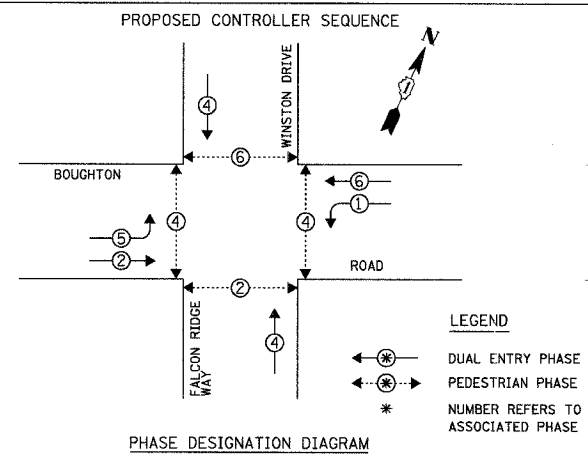 PROPOSED CONTROLLER SEQUENCE
N
WINSTON DRIVE
4
6
BOUGHTON
6
1
4
4
5
2
ROAD
2
4
FALCON RIDGE
WAY
LEGEND
* DUAL ENTRY PHASE
* PEDESTRIAN PHASE
* NUMBER REFERS TO
ASSOCIATED PHASE
PHASE DESIGNATION DIAGRAM